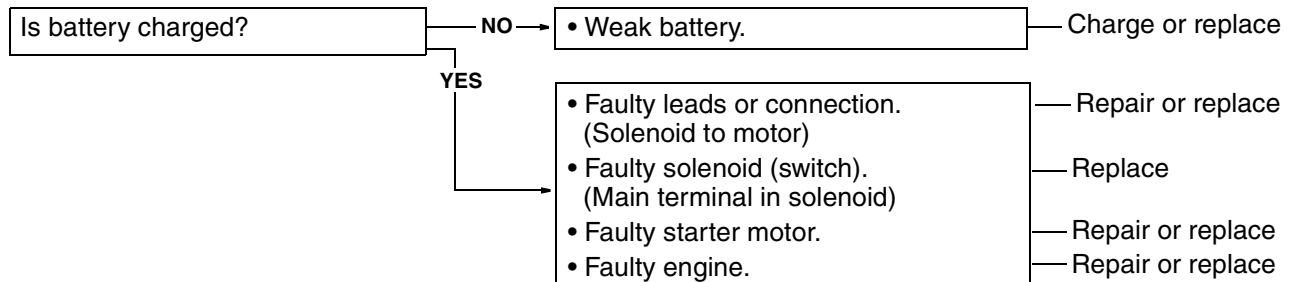 Is battery charged?
NO
• Weak battery.
Charge or replace
YES
• Faulty leads or connection.
(Solenoid to motor)
Repair or replace
• Faulty solenoid (switch).
(Main terminal in solenoid)
Replace
• Faulty starter motor.
Repair or replace
• Faulty engine.
Repair or replace